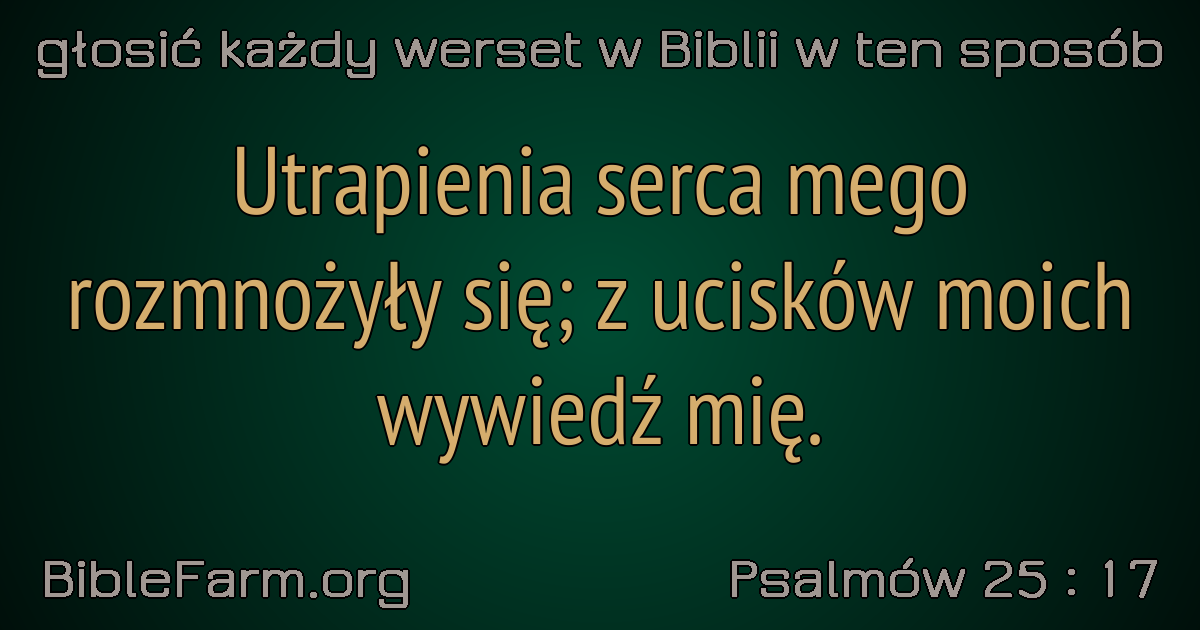 głosić każdy werset w Biblii w ten sposób
Utrapienia serca mego
rozmnożyły się; z ucisków moich
wywiedź mię.
BibleFarm.org
Psalmów 25 : 17